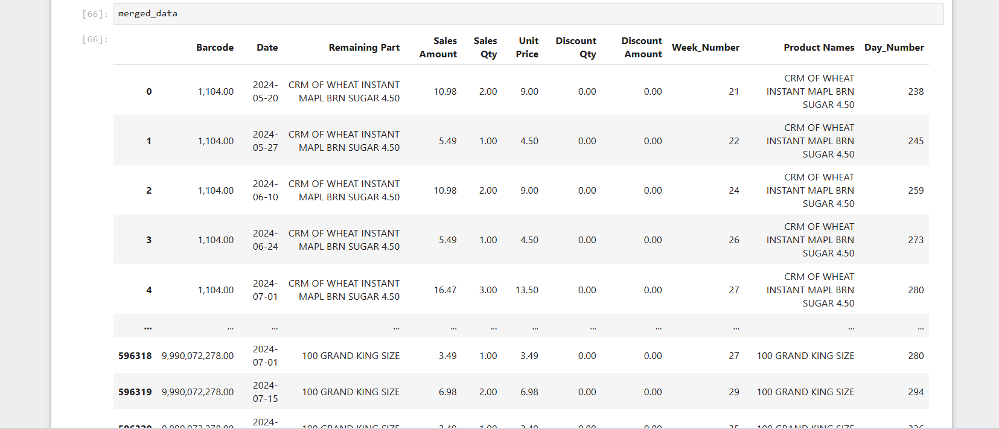 [66]: merged_data
[66]:
Barcode Date Remaining Part Sales Amount Sales Qty Unit Price Discount Qty Discount Amount Week_Number Product Names Day_Number
0 1,104.00 2024-05-20 CRM OF WHEAT INSTANT MAPL BRN SUGAR 4.50 10.98 2.00 9.00 0.00 0.00 21 CRM OF WHEAT INSTANT MAPL BRN SUGAR 4.50 238
1 1,104.00 2024-05-27 CRM OF WHEAT INSTANT MAPL BRN SUGAR 4.50 5.49 1.00 4.50 0.00 0.00 22 CRM OF WHEAT INSTANT MAPL BRN SUGAR 4.50 245
2 1,104.00 2024-06-10 CRM OF WHEAT INSTANT MAPL BRN SUGAR 4.50 10.98 2.00 9.00 0.00 0.00 24 CRM OF WHEAT INSTANT MAPL BRN SUGAR 4.50 259
3 1,104.00 2024-06-24 CRM OF WHEAT INSTANT MAPL BRN SUGAR 4.50 5.49 1.00 4.50 0.00 0.00 26 CRM OF WHEAT INSTANT MAPL BRN SUGAR 4.50 273
4 1,104.00 2024-07-01 CRM OF WHEAT INSTANT MAPL BRN SUGAR 4.50 16.47 3.00 13.50 0.00 0.00 27 CRM OF WHEAT INSTANT MAPL BRN SUGAR 4.50 280
... ... ... ... ... ... ... ... ... ... ... ...
596318 9,990,072,278.00 2024-07-01 100 GRAND KING SIZE 3.49 1.00 3.49 0.00 0.00 27 100 GRAND KING SIZE 280
596319 9,990,072,278.00 2024-07-15 100 GRAND KING SIZE 6.98 2.00 6.98 0.00 0.00 29 100 GRAND KING SIZE 294
2024-